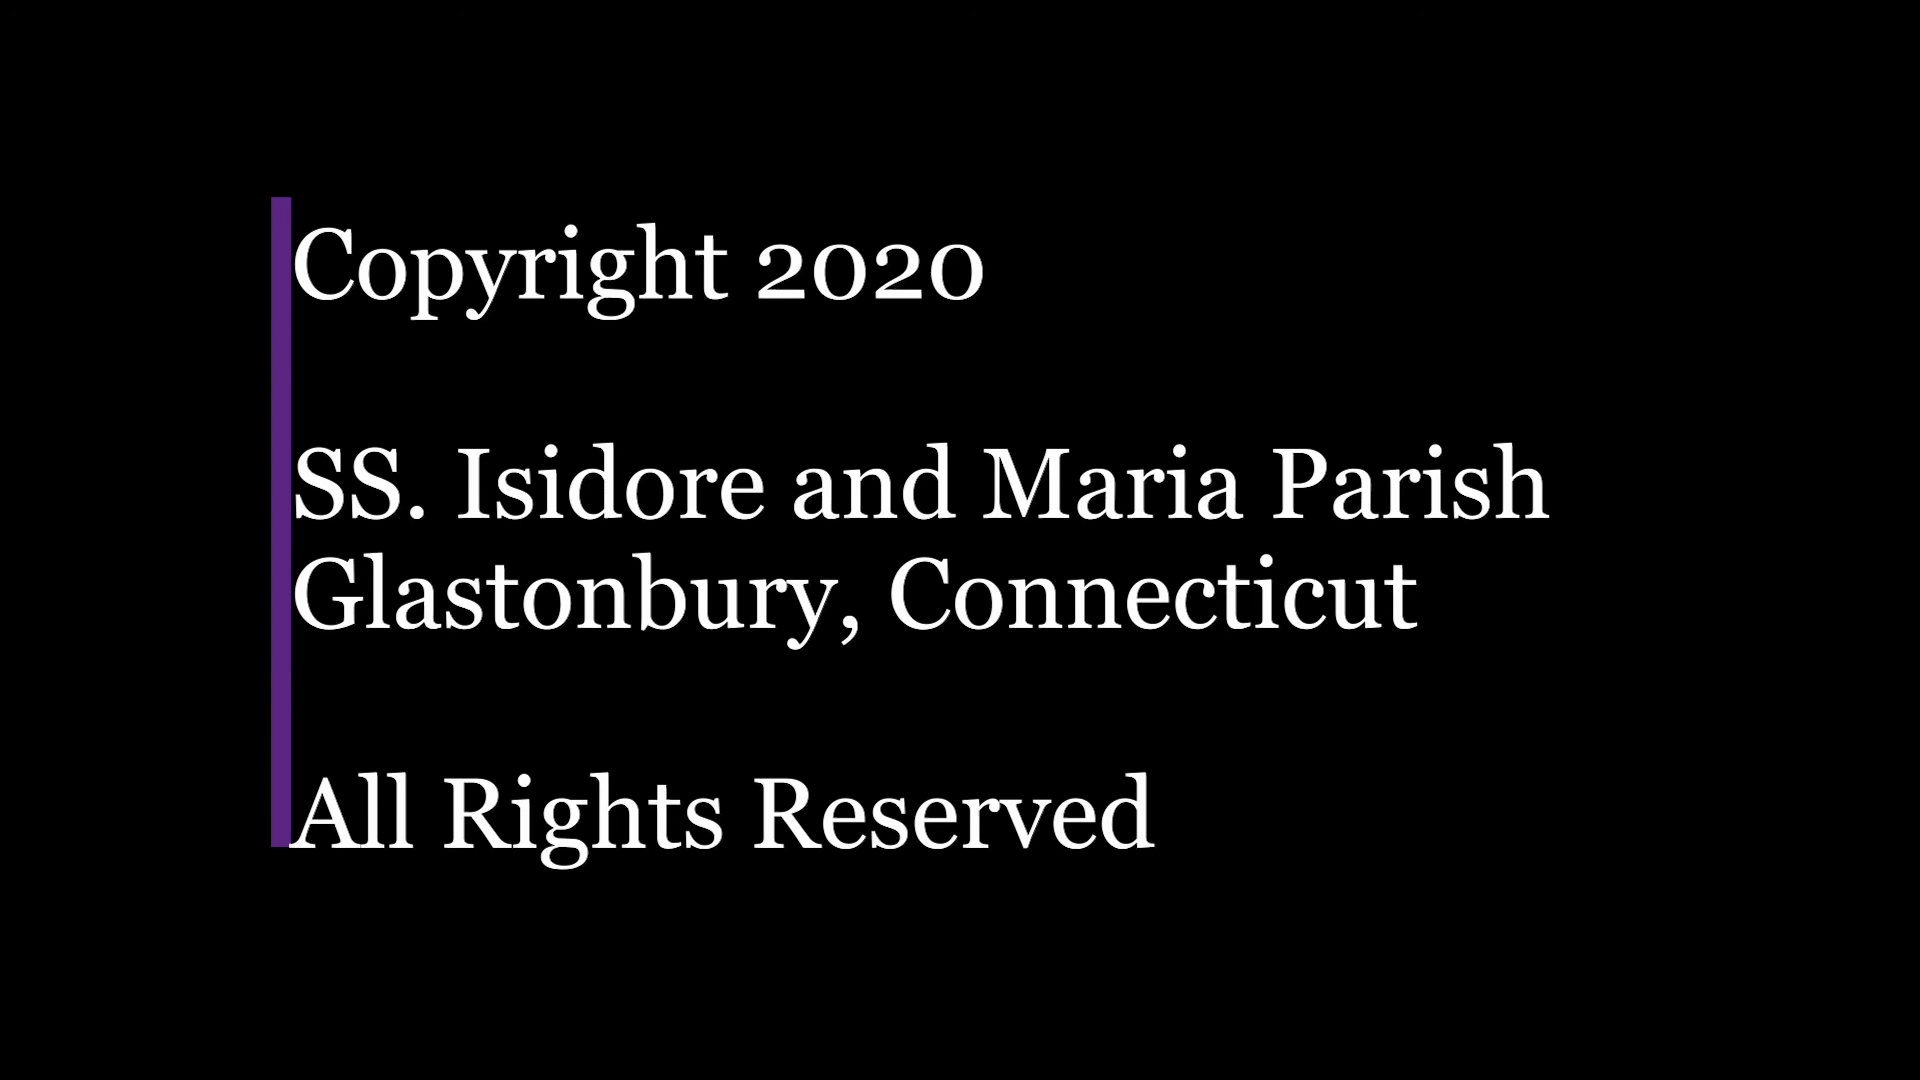 Copyright 2020
SS. Isidore and Maria Parish
Glastonbury, Connecticut
All Rights Reserved